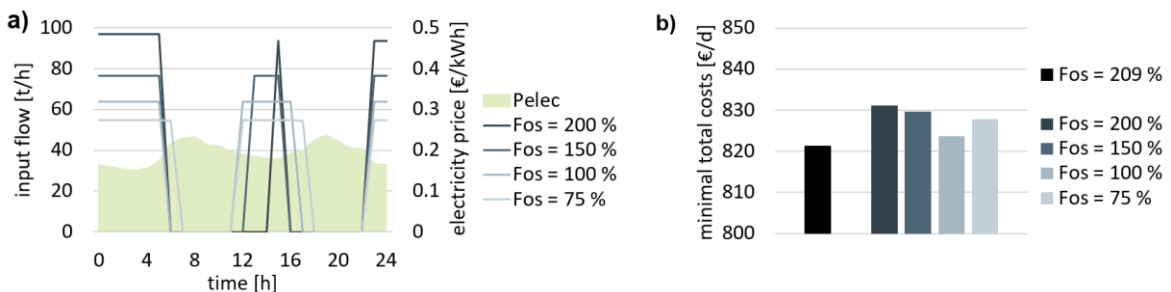 a)
input flow [t/h]
100
80
60
40
20
0
0 4 8 12 16 20 24
time [h]
0.5
0.4
0.3
0.2
0.1
0
electricity price [€/kWh]
Pelec
Fos = 200 %
Fos = 150 %
Fos = 100 %
Fos = 75 %
b)
minimal total costs [€/d]
850
840
830
820
810
800
Fos = 209 %
Fos = 200 %
Fos = 150 %
Fos = 100 %
Fos = 75 %